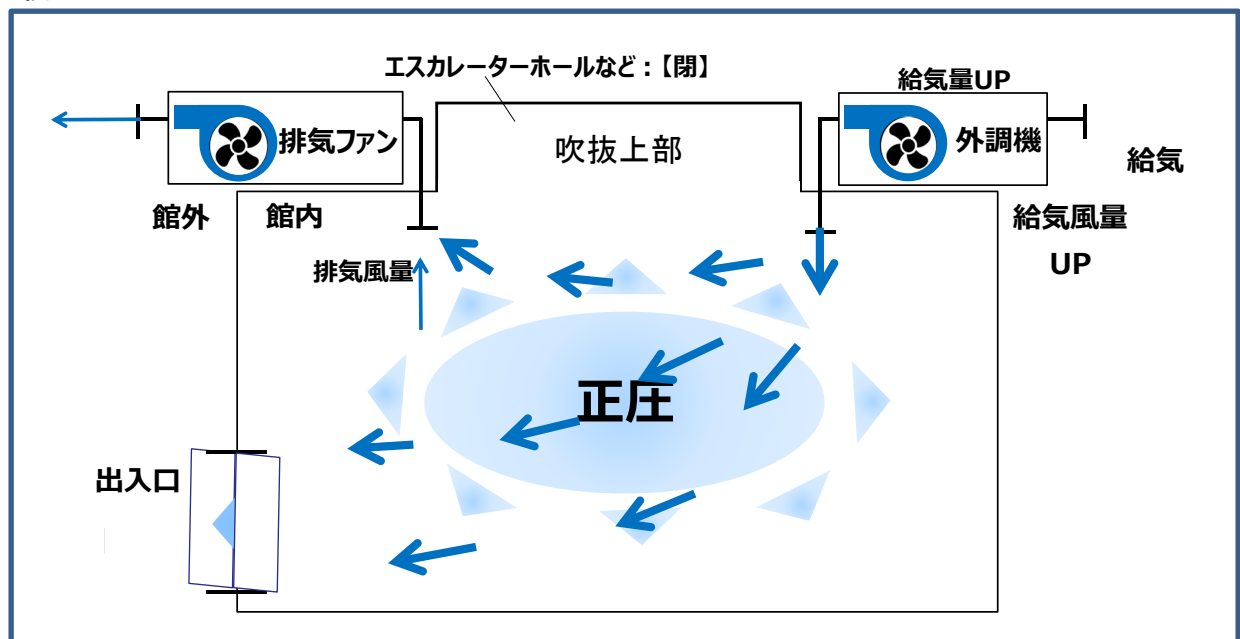 エスカレーターホールなど：【閉】
給気量UP
排気ファン
吹抜上部
外調機
給気
館外
館内
給気風量
UP
排気風量
正圧
出入口